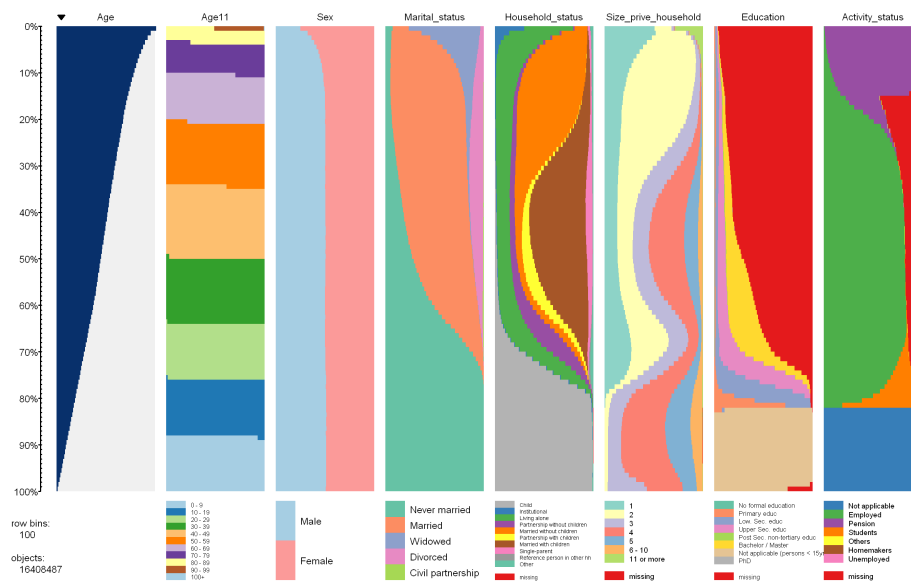 Age Age11 Sex Marital_status Household_status Size_prive_household Education Activity_status
0%
10%
20%
30%
40%
50%
60%
70%
80%
90%
100%
row bins:
100
objects:
16408487
0 - 9
10 - 19
20 - 29
30 - 39
40 - 49
50 - 59
60 - 69
70 - 79
80 - 89
90 - 99
100+
Male
Female
Never married
Married
Widowed
Divorced
Civil partnership
Child
Institutional
Living alone
Partnership without children
Married without children
Partnership with children
Married with children
Single-parent
Reference person in other hh
Other
missing
1
2
3
4
5
6 - 10
11 or more
missing
No formal education
Primary educ
Low. Sec. educ
Upper Sec. educ
Post Sec. non-tertiary educ
Bachelor / Master
Not applicable (persons < 15y
PhD
missing
Not applicable
Employed
Pension
Students
Others
Homemakers
Unemployed
missing